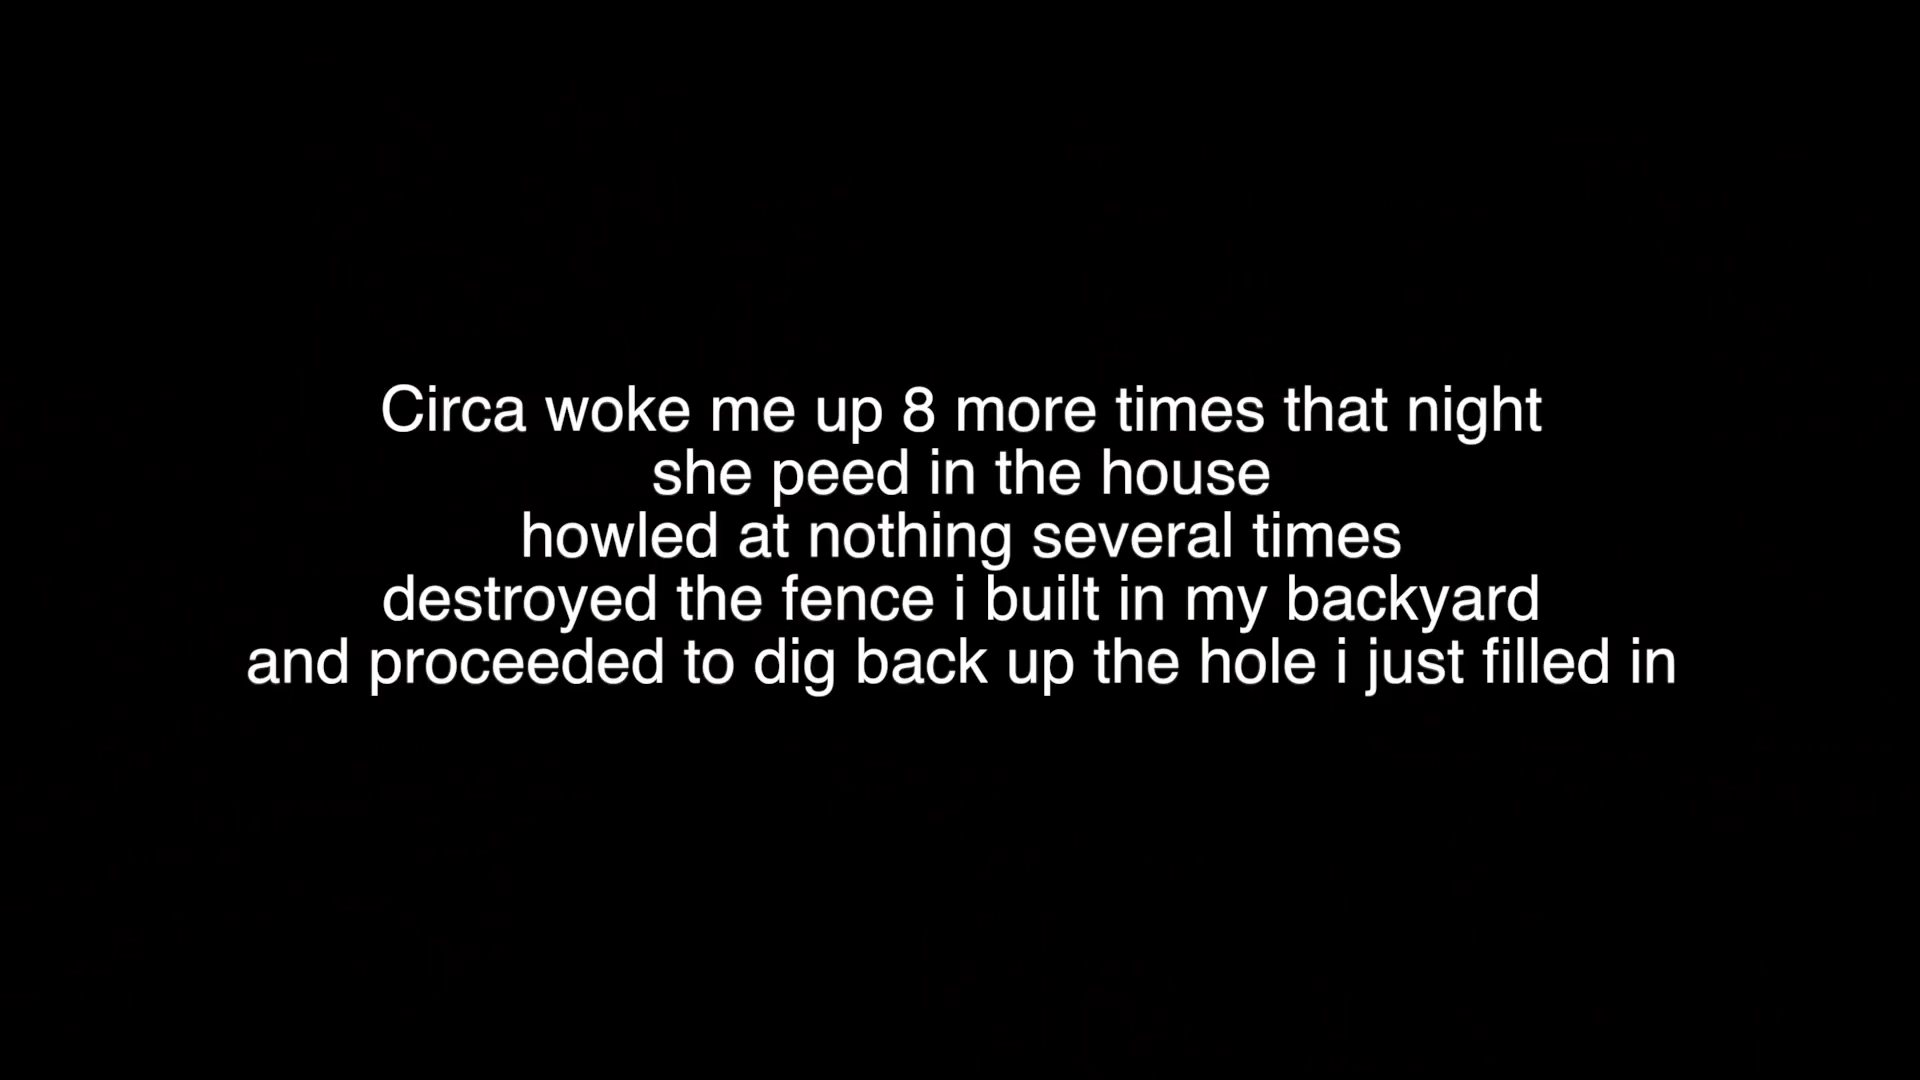 Circa woke me up 8 more times that night
she peed in the house
howled at nothing several times
destroyed the fence i built in my backyard
and proceeded to dig back up the hole i just filled in